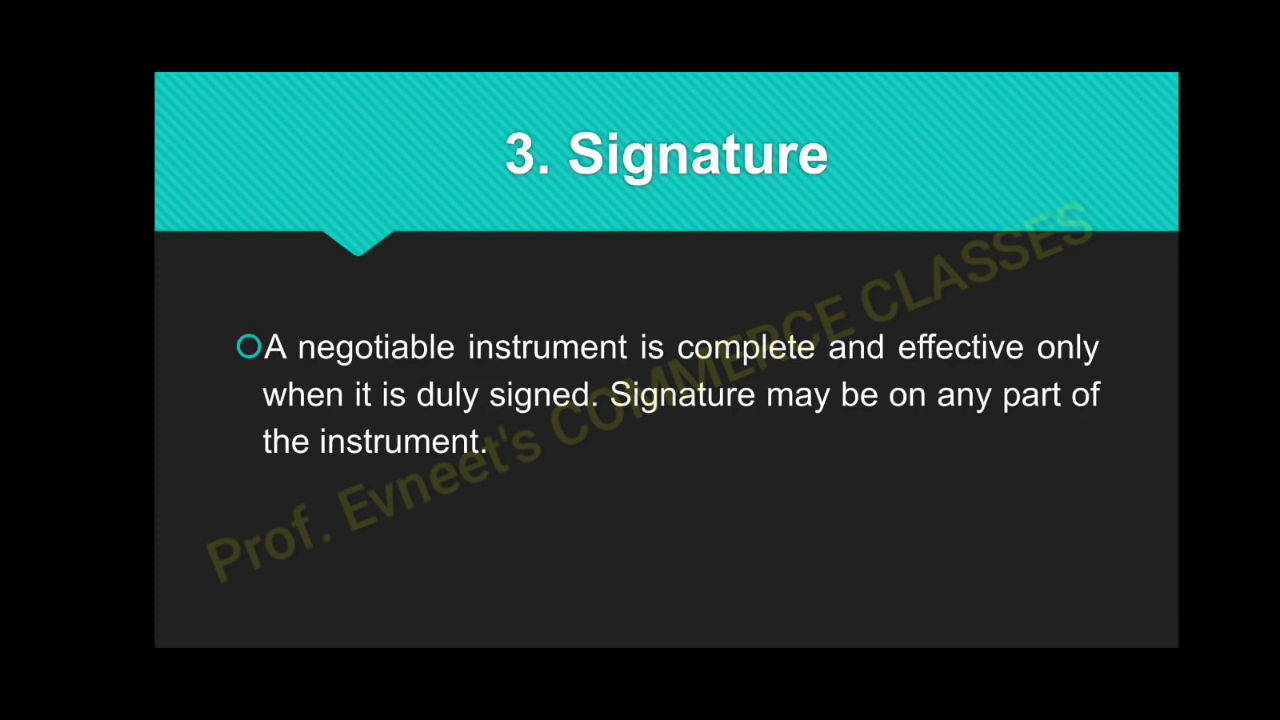 3. Signature
A negotiable instrument is complete and effective only
when it is duly signed. Signature may be on any part of
the instrument.
Prof. Evneet's COMMERCE CLASSES